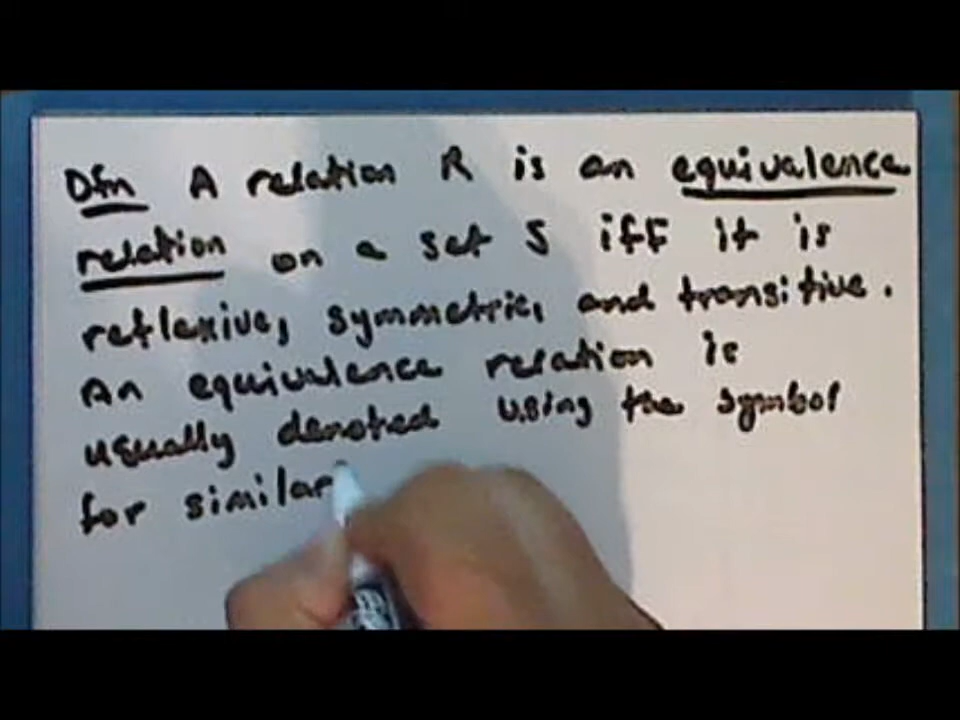 Dfn A relation R is an equivalence
relation on a set S iff it is
reflexive, symmetric, and transitive.
An equivalence relation is
usually denoted using the symbol
for similar